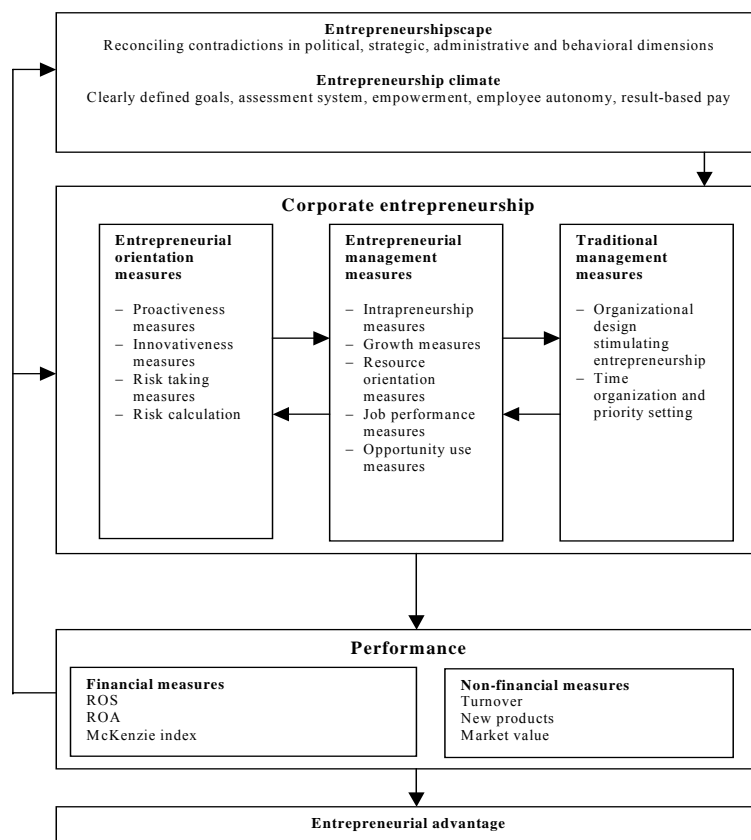 Entrepreneurshipscape
Reconciling contradictions in political, strategic, administrative and behavioral dimensions
Entrepreneurship climate
Clearly defined goals, assessment system, empowerment, employee autonomy, result-based pay
Corporate entrepreneurship
Entrepreneurial
orientation
measures
– Proactiveness
measures
– Innovativeness
measures
– Risk taking
measures
– Risk calculation
Entrepreneurial
management
measures
– Intrapreneurship
measures
– Growth measures
– Resource
orientation
measures
– Job performance
measures
– Opportunity use
measures
Traditional
management
measures
– Organizational
design
stimulating
entrepreneurship
– Time
organization and
priority setting
Performance
Financial measures
ROS
ROA
McKenzie index
Non-financial measures
Turnover
New products
Market value
Entrepreneurial advantage